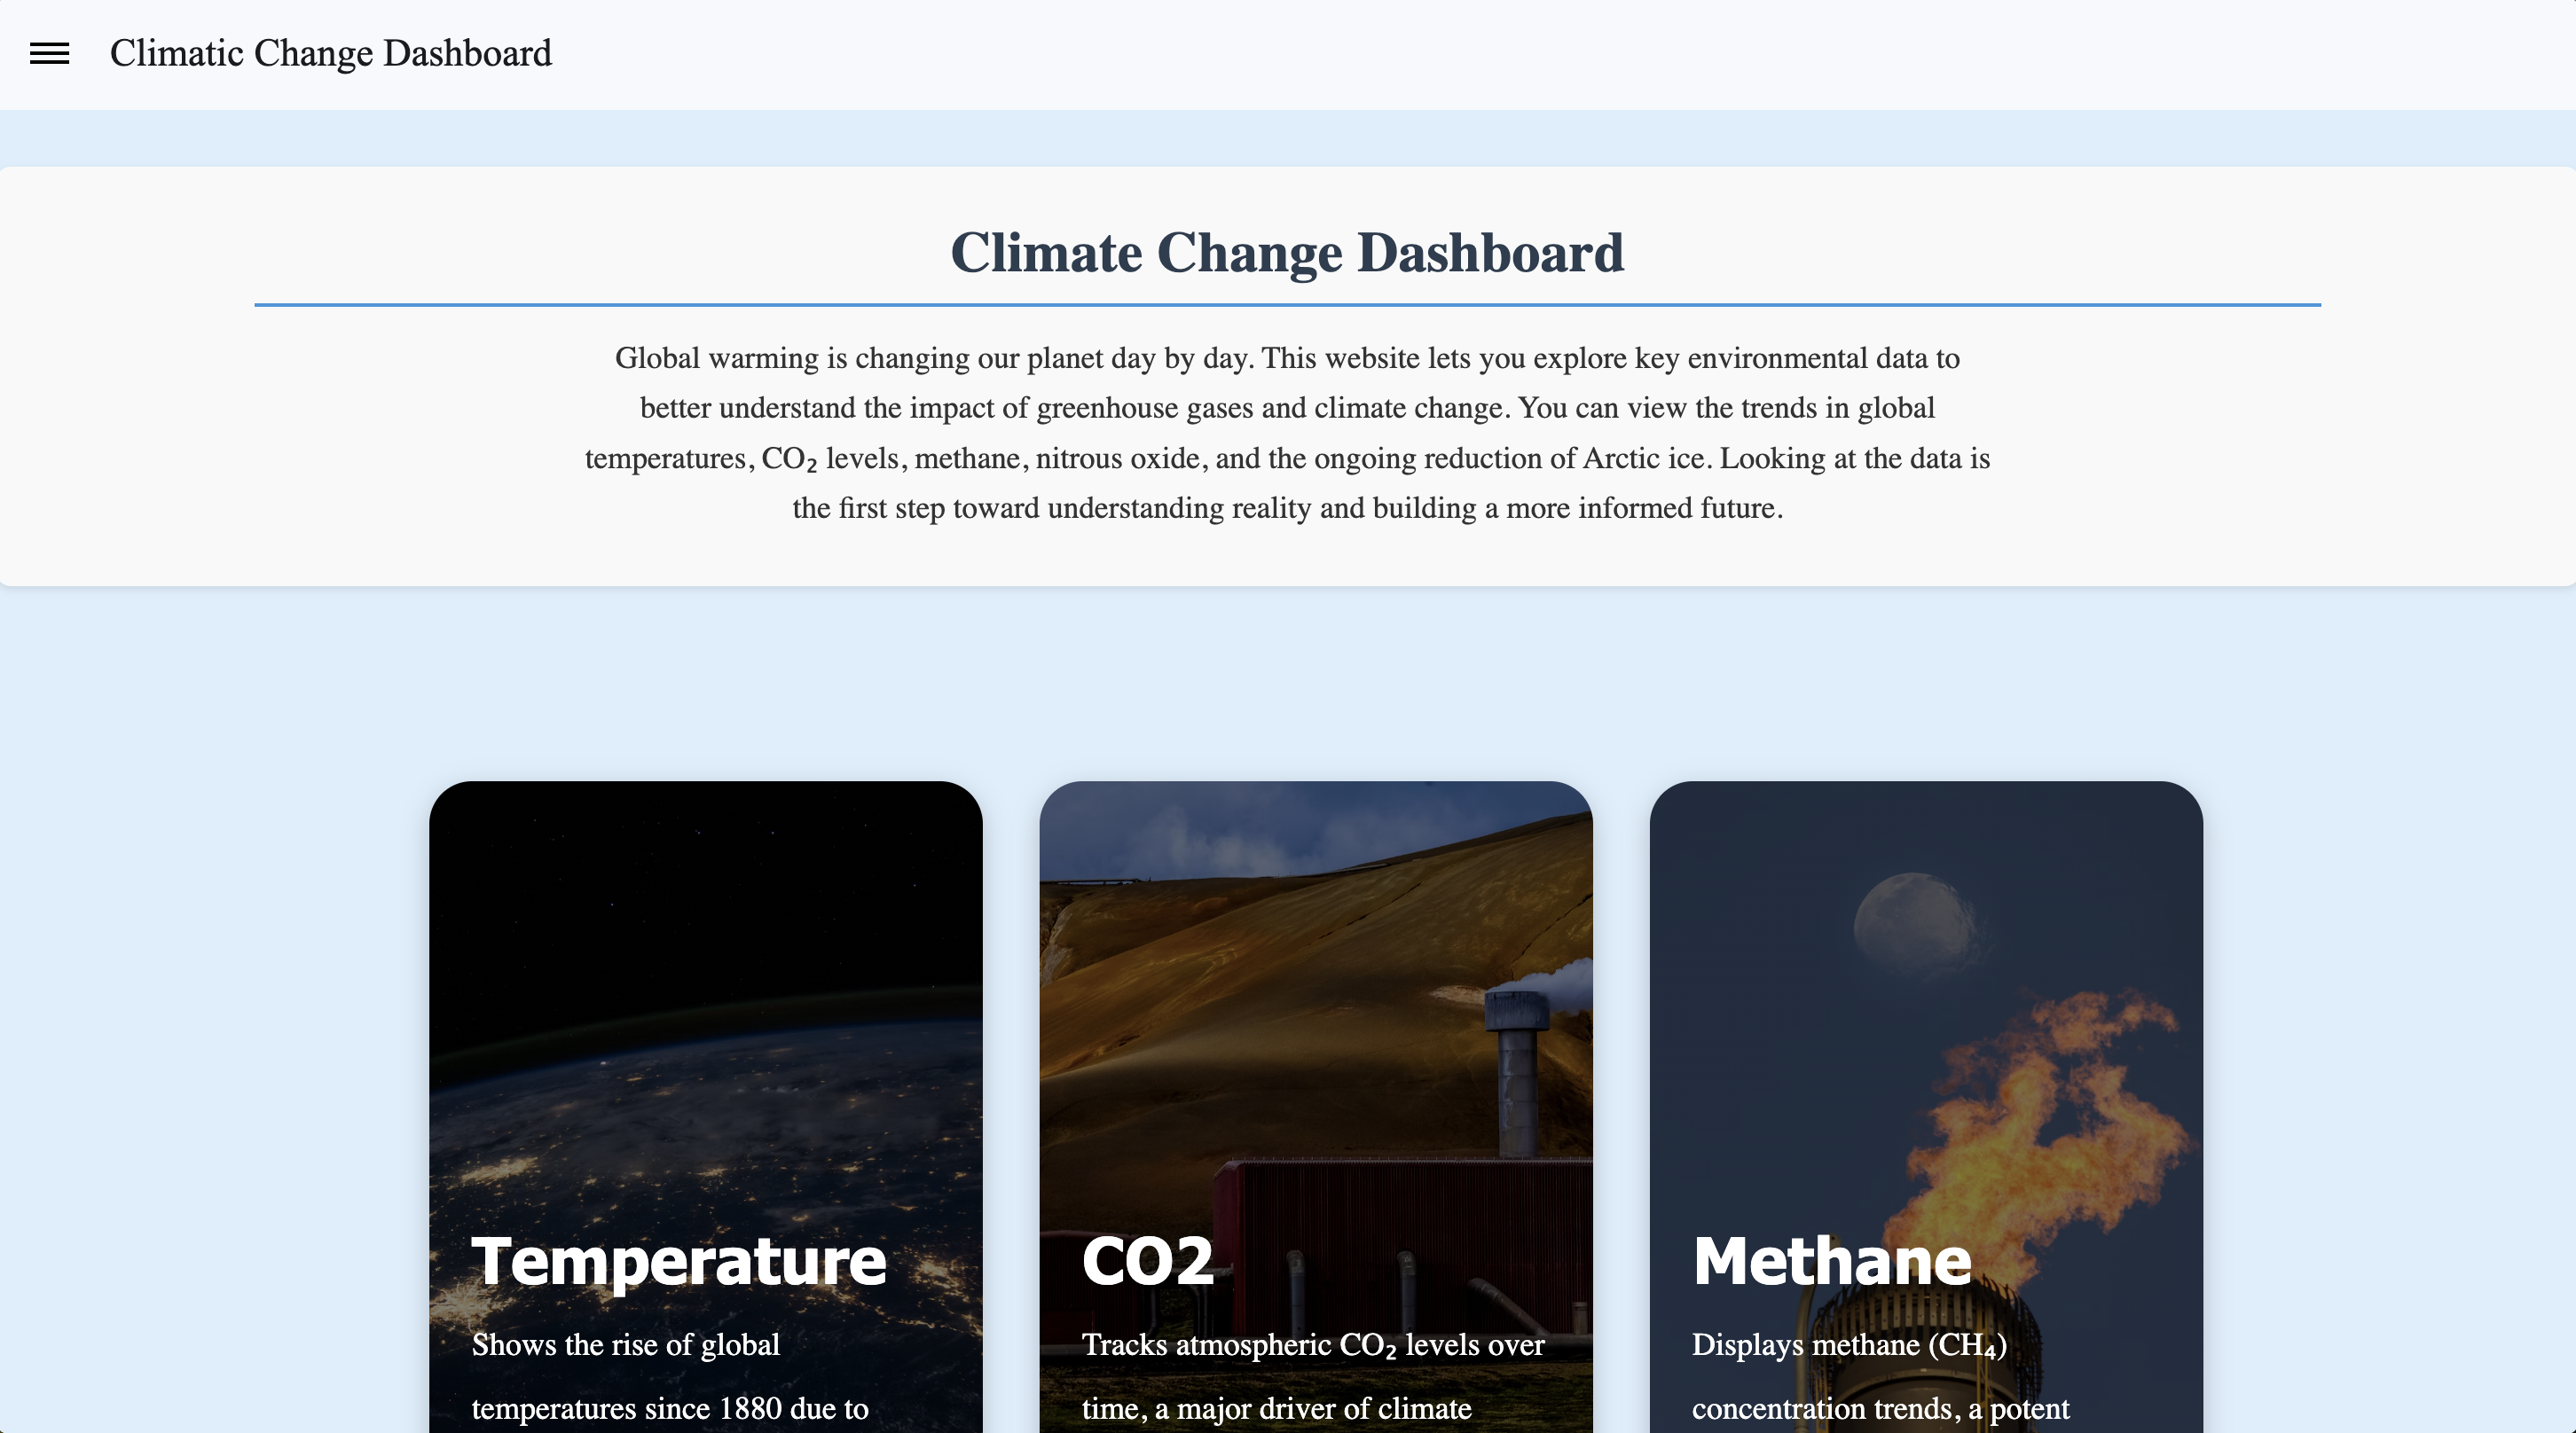 Climatic Change Dashboard
Climate Change Dashboard
Global warming is changing our planet day by day. This website lets you explore key environmental data to
better understand the impact of greenhouse gases and climate change. You can view the trends in global
temperatures, CO₂ levels, methane, nitrous oxide, and the ongoing reduction of Arctic ice. Looking at the data is
the first step toward understanding reality and building a more informed future.
Temperature
Shows the rise of global
temperatures since 1880 due to
CO2
Tracks atmospheric CO₂ levels over
time, a major driver of climate
Methane
Displays methane (CH₄)
concentration trends, a potent